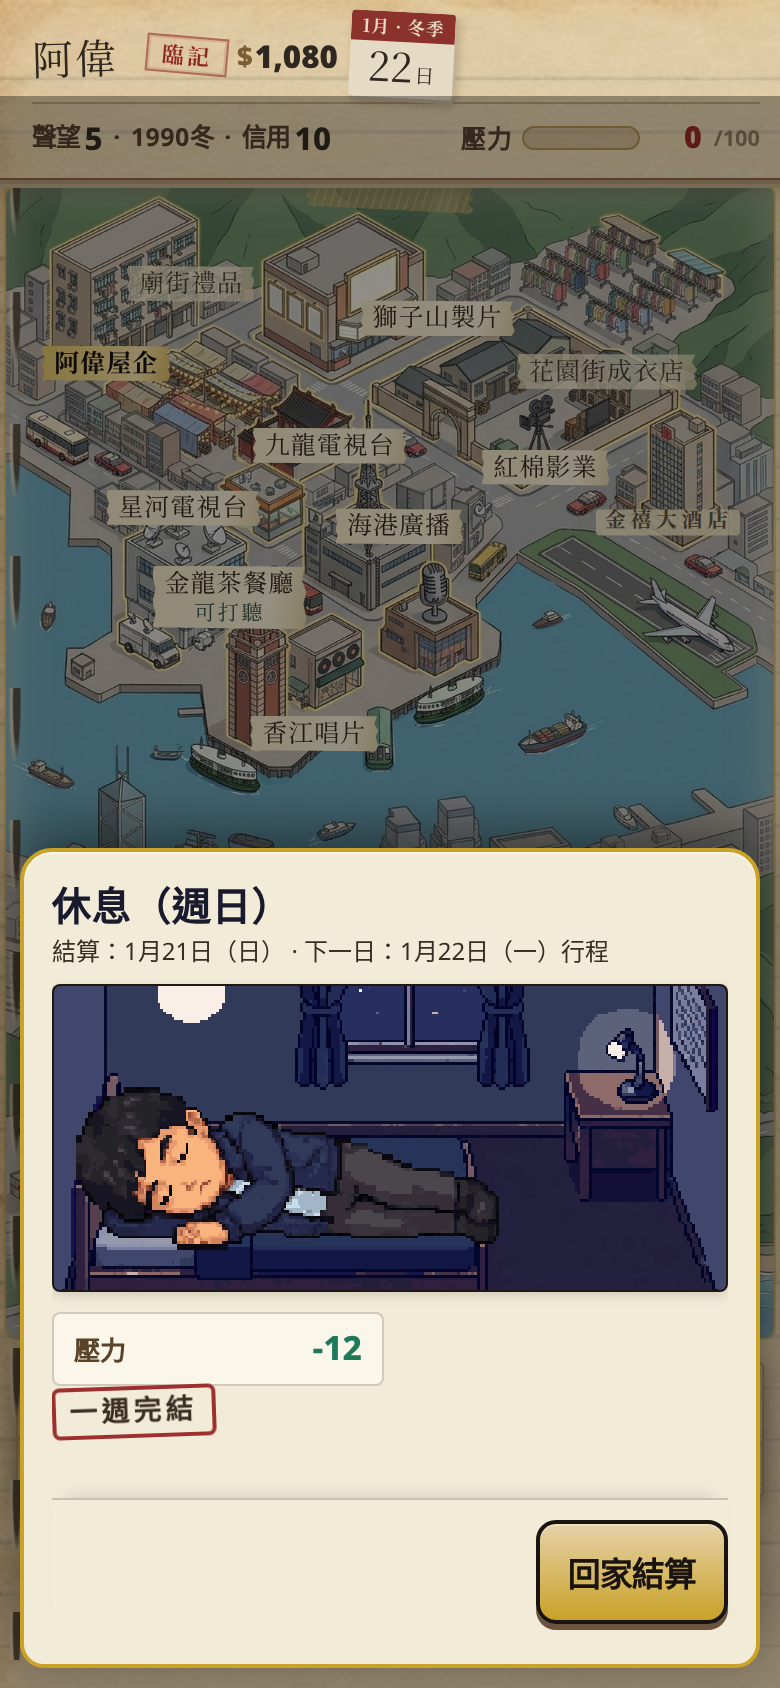 阿偉 臨記 $1,080 1月·冬季
22日
聲望5 · 1990冬 · 信用10 壓力 0 /100
廟街禮品
獅子山製片
阿偉屋企
花園街成衣店
九龍電視台
紅棉影業
星河電視台
海港廣播
金禧大酒店
金龍茶餐廳
可打聽
香江唱片
休息（週日）
結算：1月21日（日） · 下一日：1月22日（一）行程
壓力 -12
一週完結
回家結算